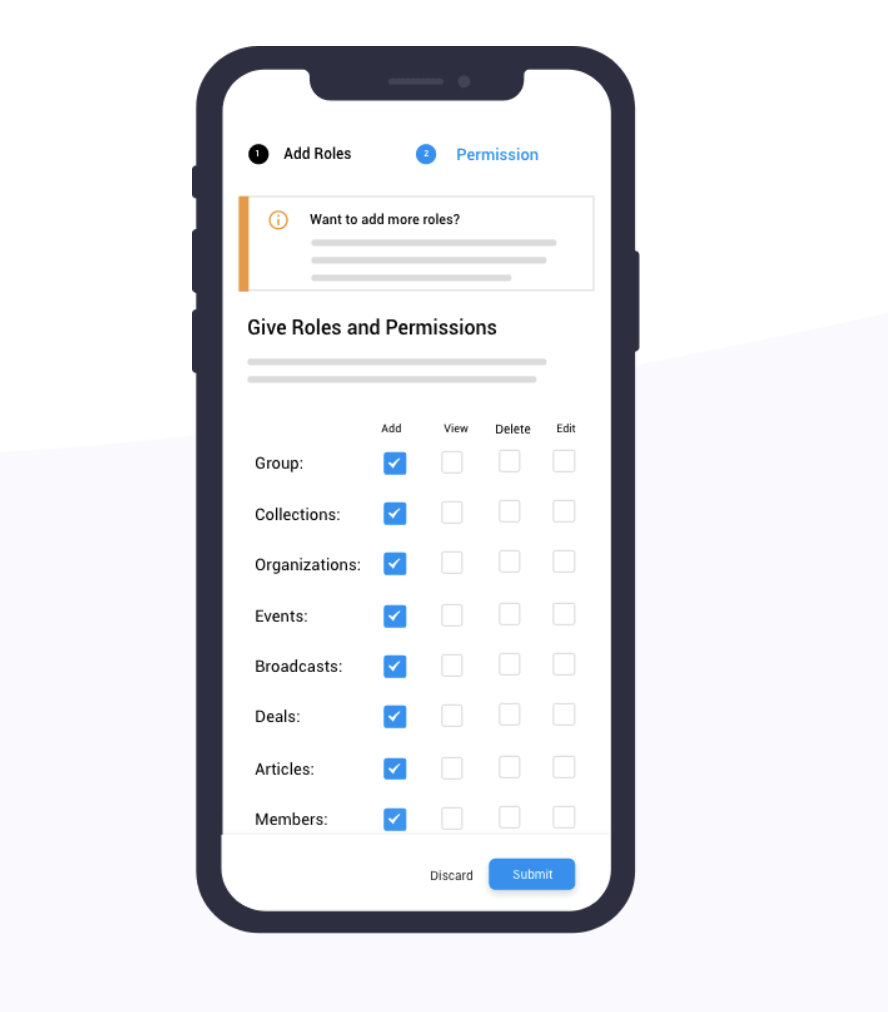 1 Add Roles 2 Permission
Want to add more roles?
Give Roles and Permissions
Add View Delete Edit
Group:
Collections:
Organizations:
Events:
Broadcasts:
Deals:
Articles:
Members:
Discard Submit